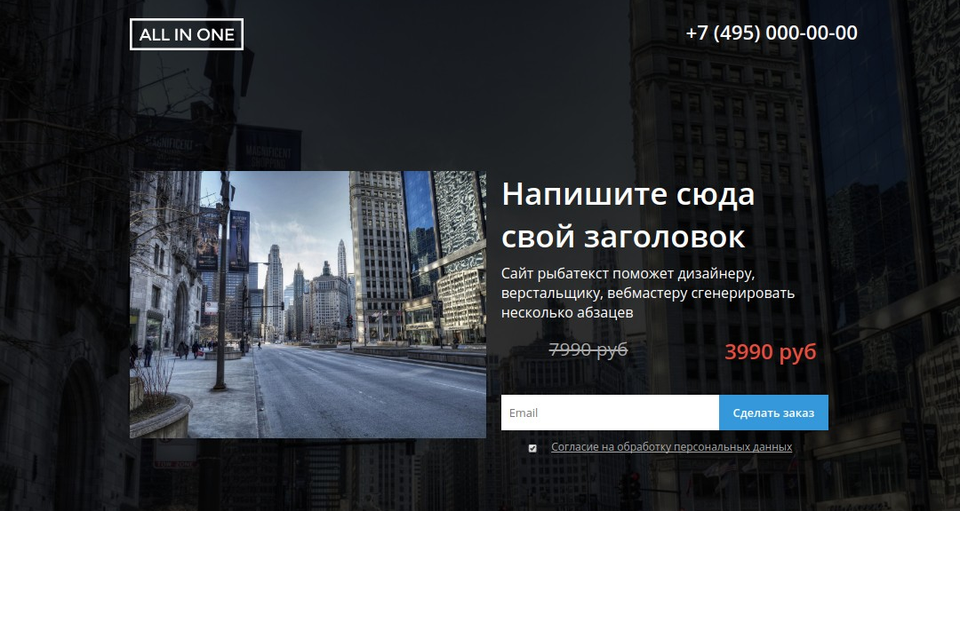 ALL IN ONE
+7 (495) 000-00-00
MAGNIFICENT
Напишите сюда
свой заголовок
Сайт рыбатекст поможет дизайнеру,
верстальщику, вебмастеру сгенерировать
несколько абзацев
7990 руб
3990 руб
Email
Сделать заказ
Согласие на обработку персональных данных